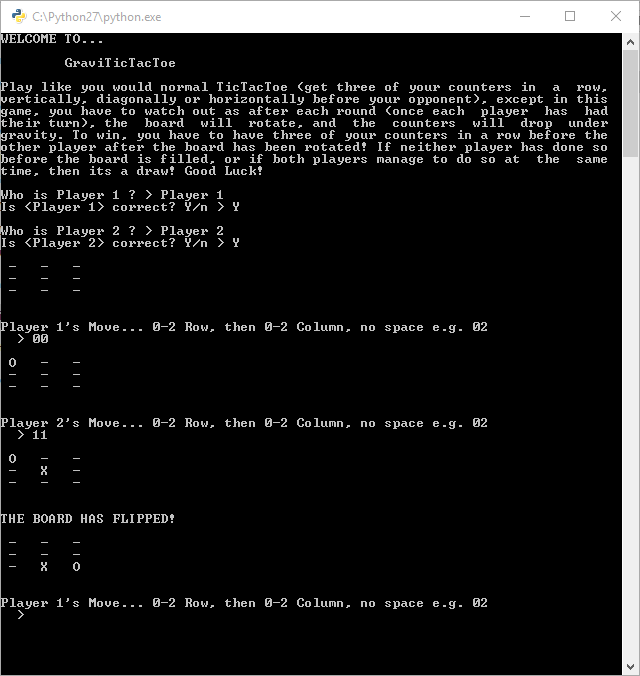 C:\Python27\python.exe
WELCOME TO...
GraviTicTacToe
Play like you would normal TicTacToe (get three of your counters in a row,
vertically, diagonally or horizontally before your opponent), except in this
game, you have to watch out as after each round (once each player has had
their turn), the board will rotate, and the counters will drop under
gravity. To win, you have to have three of your counters in a row before the
other player after the board has been rotated! If neither player has done so
before the board is filled, or if both players manage to do so at the same
time, then its a draw! Good Luck!
Who is Player 1 ? > Player 1
Is <Player 1> correct? Y/n > Y
Who is Player 2 ? > Player 2
Is <Player 2> correct? Y/n > Y
- - -
- - -
- - -
Player 1's Move... 0-2 Row, then 0-2 Column, no space e.g. 02
> 00
O - -
- - -
- - -
Player 2's Move... 0-2 Row, then 0-2 Column, no space e.g. 02
> 11
O - -
- X -
- - -
THE BOARD HAS FLIPPED!
- - -
- - -
- X O
Player 1's Move... 0-2 Row, then 0-2 Column, no space e.g. 02
>